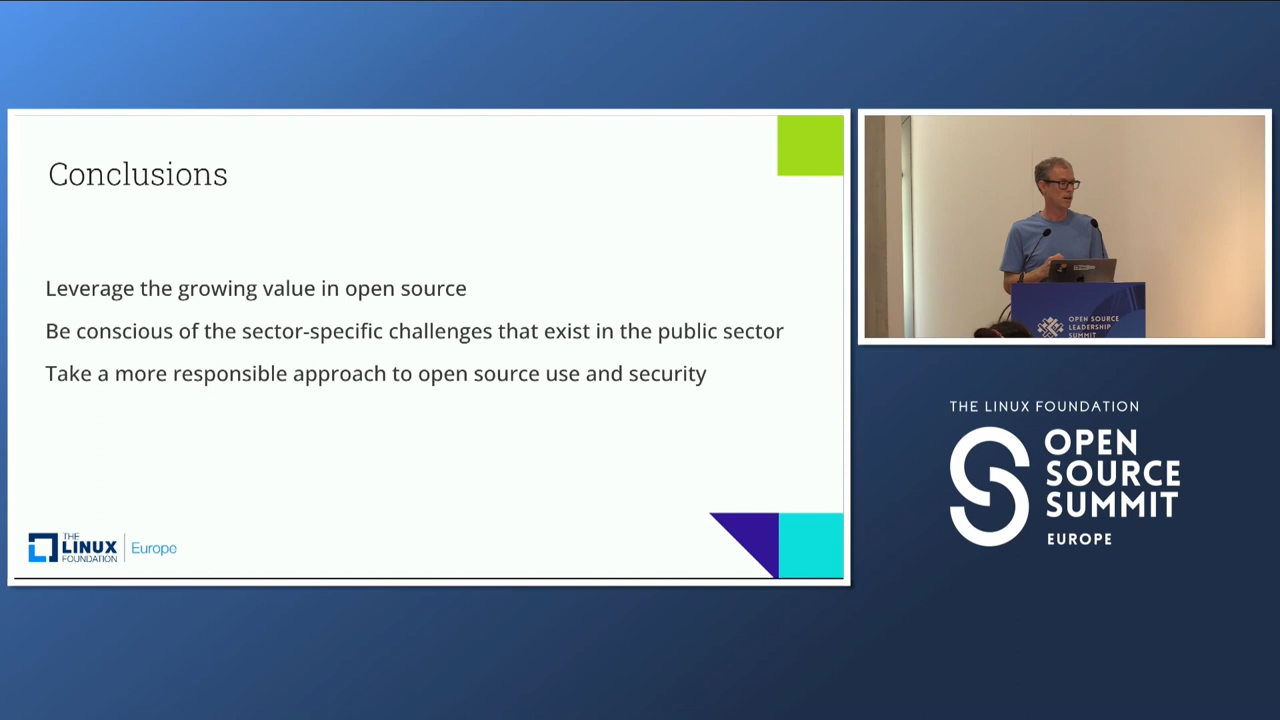 Conclusions
Leverage the growing value in open source
Be conscious of the sector-specific challenges that exist in the public sector
Take a more responsible approach to open source use and security
THE
LINUX
FOUNDATION
Europe
OPEN SOURCE
LEADERSHIP
SUMMIT
THE LINUX FOUNDATION
OPEN
SOURCE
SUMMIT
EUROPE